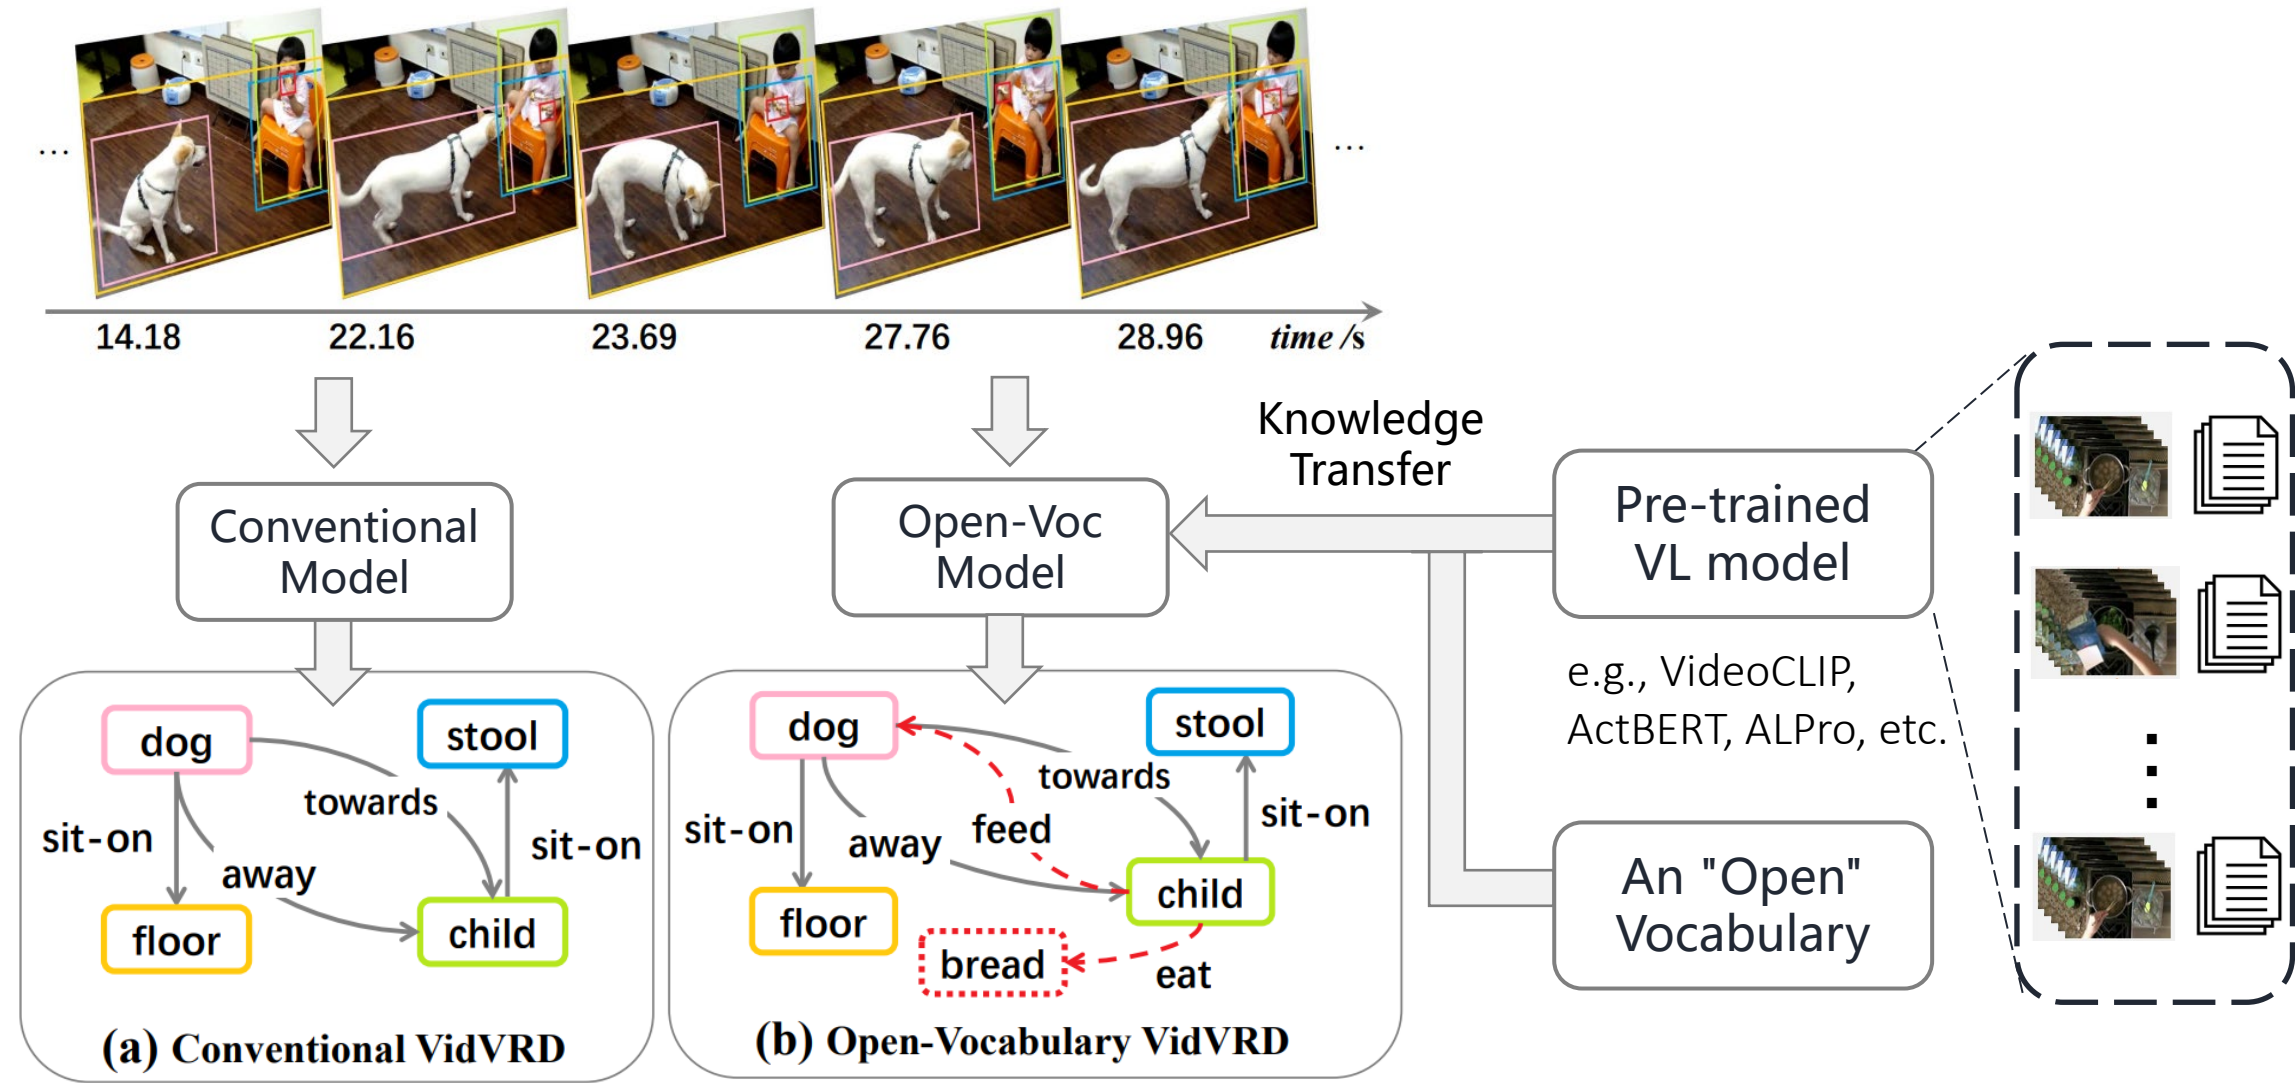 ...
...
14.18 22.16 23.69 27.76 28.96 time /s
Knowledge
Transfer
Conventional
Model
Open-Voc
Model
Pre-trained
VL model
e.g., VideoCLIP,
ActBERT, ALPro, etc.
An "Open"
Vocabulary
dog
stool
towards
sit-on
sit-on
away
floor
child
(a) Conventional VidVRD
dog
stool
towards
sit-on
away
feed
sit-on
child
floor
bread
eat
(b) Open-Vocabulary VidVRD